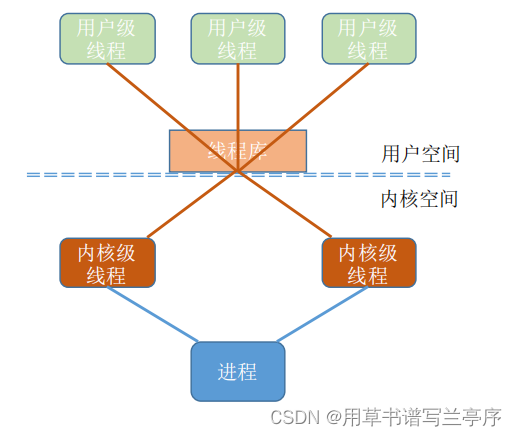 用户级 用户级 用户级
线程 线程 线程
线程库
用户空间
内核空间
内核级 内核级
线程 线程
进程
CSDN @用草书谱写兰亭序